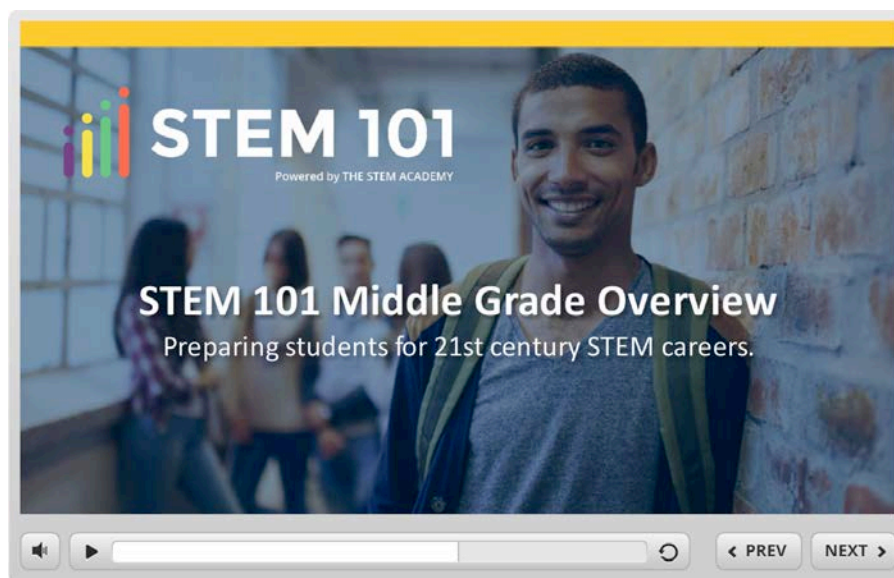 STEM 101
Powered by THE STEM ACADEMY
STEM 101 Middle Grade Overview
Preparing students for 21st century STEM careers.
< PREV
NEXT >